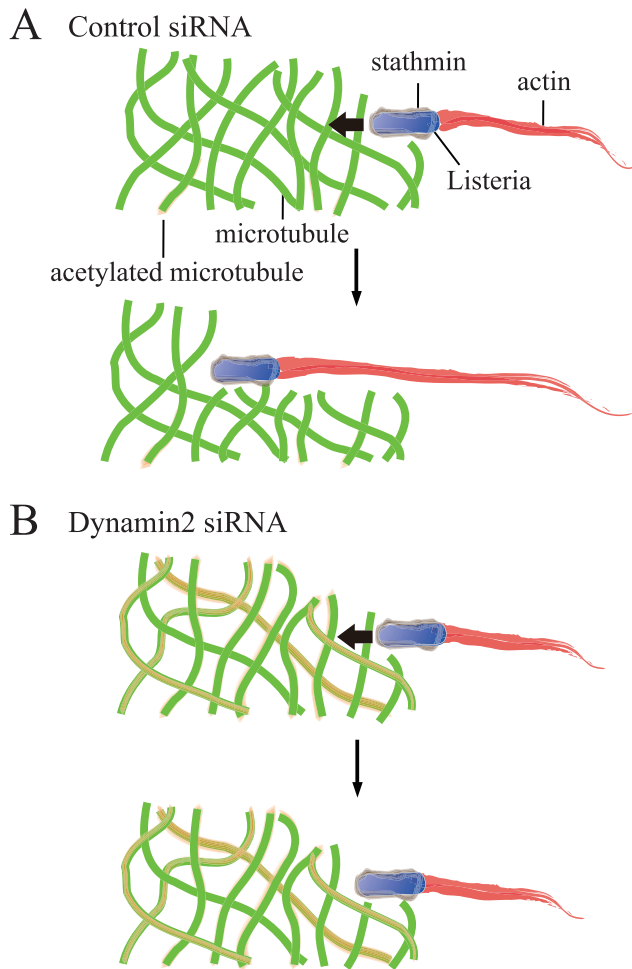 A Control siRNA
stathmin
actin
Listeria
microtubule
acetylated microtubule
B Dynamin2 siRNA